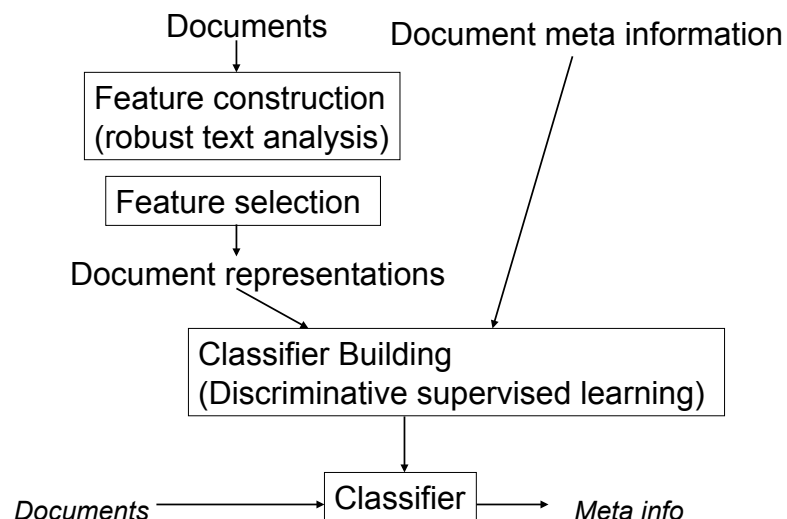 Documents
Document meta information
Feature construction
(robust text analysis)
Feature selection
Document representations
Classifier Building
(Discriminative supervised learning)
Documents
Classifier
Meta info